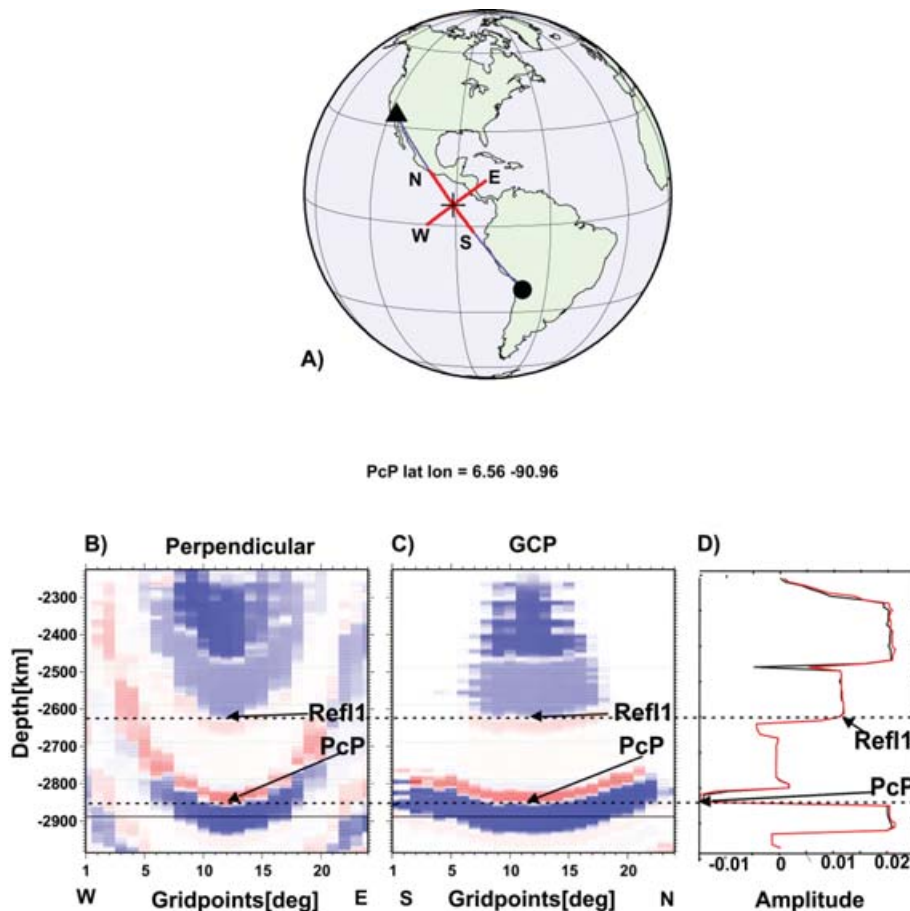 N
E
W
S
A)
PcP lat lon = 6.56 -90.96
B)
Perpendicular
C)
GCP
D)
Depth[km]
-2300
-2400
-2500
-2600
-2700
-2800
-2900
Refl1
PcP
Refl1
PcP
Refl1
PcP
1
5
10
15
20
1
5
10
15
20
-0.01
0
0.01
0.02
W
Gridpoints[deg]
E
S
Gridpoints[deg]
N
Amplitude